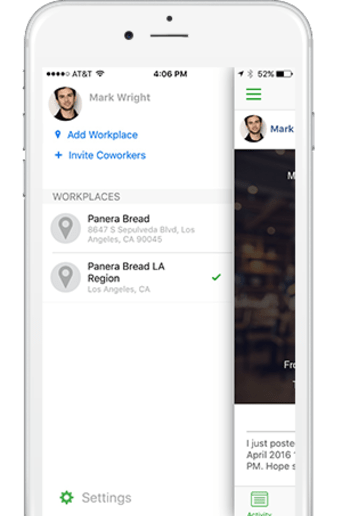 AT&T 4:06 PM 52%
Mark Wright
Add Workplace
+ Invite Coworkers
WORKPLACES
Panera Bread
8647 S Sepulveda Blvd, Los
Angeles, CA 90045
Panera Bread LA
Region
Los Angeles, CA
Settings
Mark
M
Fro
I just poste
April 2016
PM. Hope s
Activity